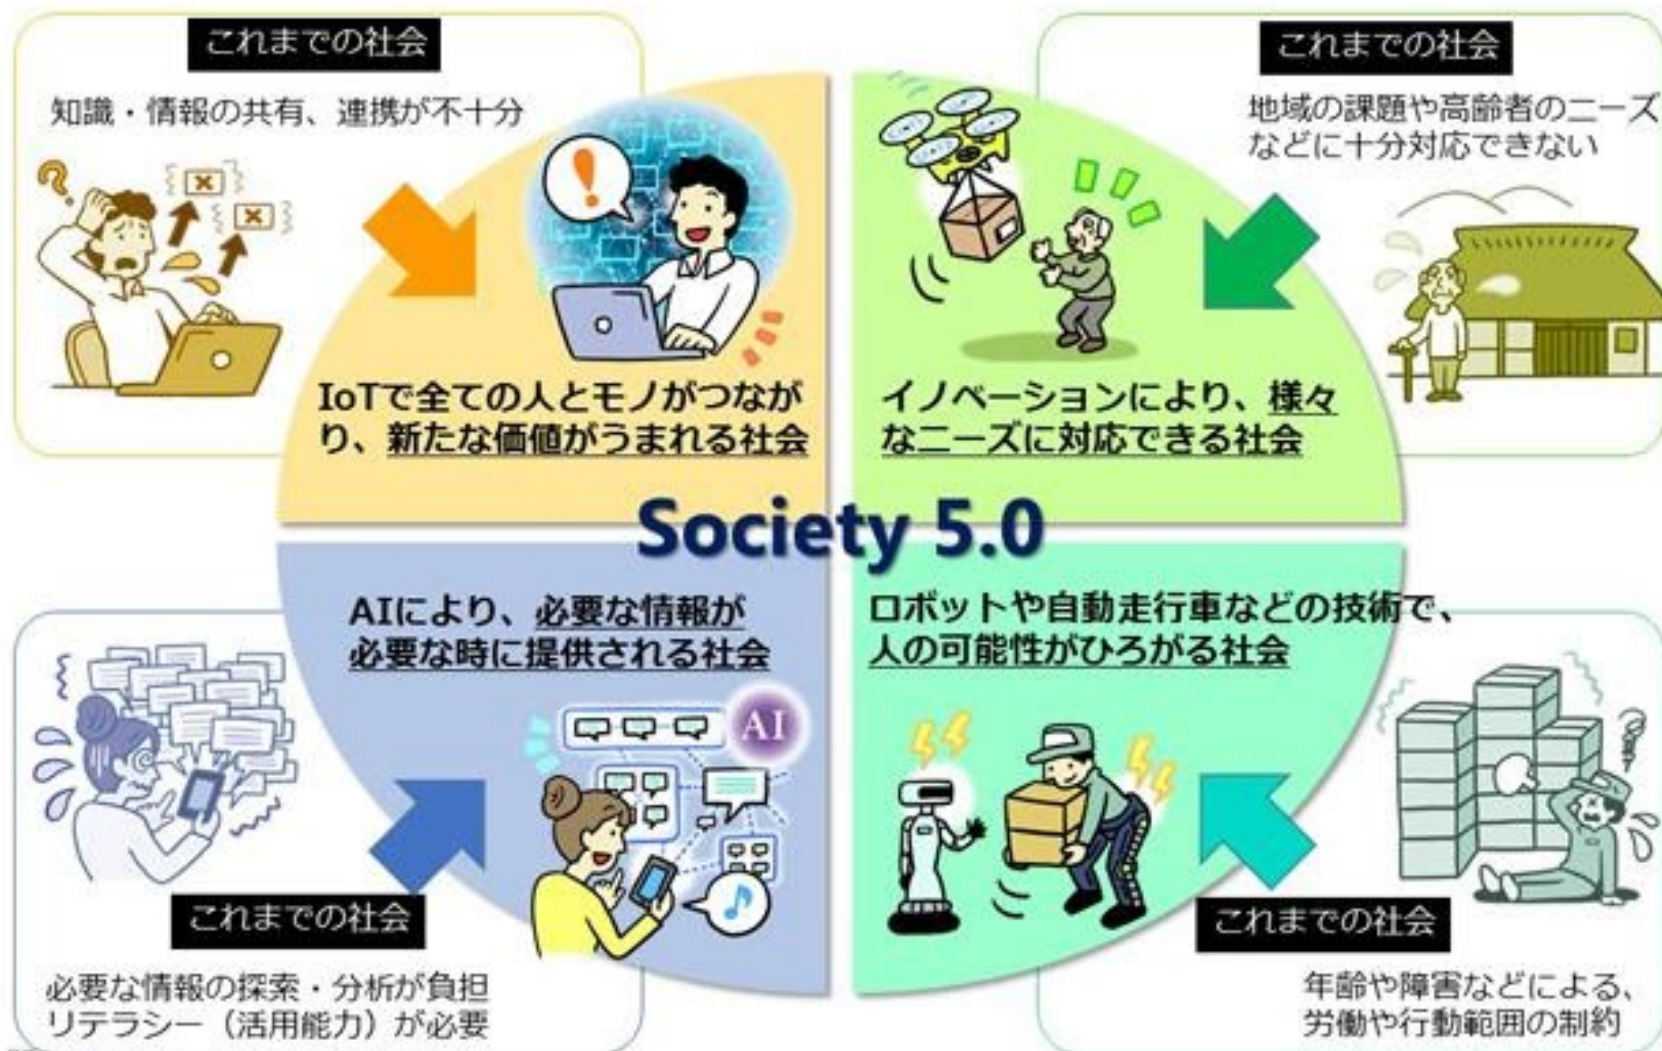 これまでの社会
知識・情報の共有、連携が不十分
IoTで全ての人とモノがつなが
り、新たな価値がうまれる社会
これまでの社会
地域の課題や高齢者のニーズ
などに十分対応できない
イノベーションにより、様々
なニーズに対応できる社会
Society 5.0
AIにより、必要な情報が
必要な時に提供される社会
AI
これまでの社会
必要な情報の探索・分析が負担
リテラシー（活用能力）が必要
ロボットや自動走行車などの技術で、
人の可能性がひろがる社会
これまでの社会
年齢や障害などによる、
労働や行動範囲の制約